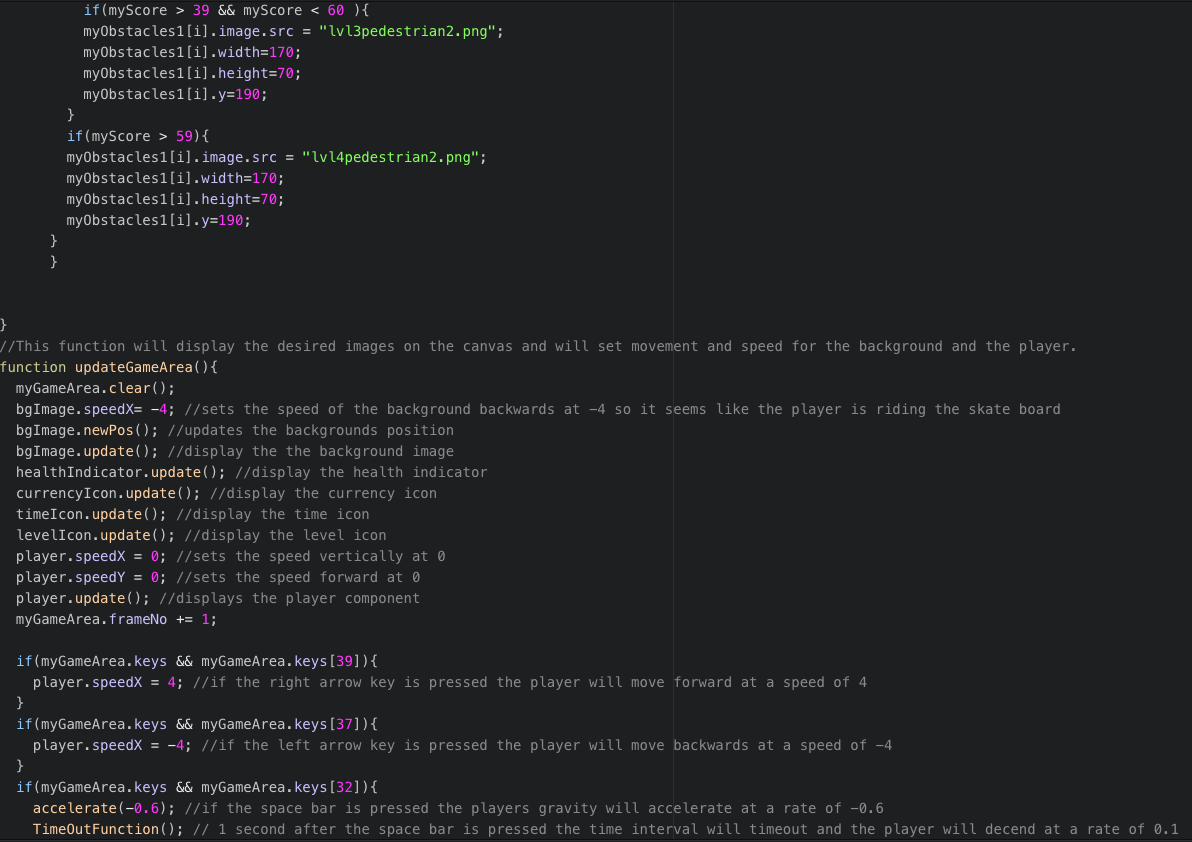 if(myScore > 39 && myScore < 60 ){
myObstacles1[i].image.src = "lvl3pedestrian2.png";
myObstacles1[i].width=170;
myObstacles1[i].height=70;
myObstacles1[i].y=190;
}
if(myScore > 59){
myObstacles1[i].image.src = "lvl4pedestrian2.png";
myObstacles1[i].width=170;
myObstacles1[i].height=70;
myObstacles1[i].y=190;
}
}
}
//This function will display the desired images on the canvas and will set movement and speed for the background and the player.
function updateGameArea(){
myGameArea.clear();
bgImage.speedX= -4; //sets the speed of the background backwards at -4 so it seems like the player is riding the skate board
bgImage.newPos(); //updates the backgrounds position
bgImage.update(); //display the the background image
healthIndicator.update(); //display the health indicator
currencyIcon.update(); //display the currency icon
timeIcon.update(); //display the time icon
levelIcon.update(); //display the level icon
player.speedX = 0; //sets the speed vertically at 0
player.speedY = 0; //sets the speed forward at 0
player.update(); //displays the player component
myGameArea.frameNo += 1;
if(myGameArea.keys && myGameArea.keys[39]){
player.speedX = 4; //if the right arrow key is pressed the player will move forward at a speed of 4
}
if(myGameArea.keys && myGameArea.keys[37]){
player.speedX = -4; //if the left arrow key is pressed the player will move backwards at a speed of -4
}
if(myGameArea.keys && myGameArea.keys[32]){
accelerate(-0.6); //if the space bar is pressed the players gravity will accelerate at a rate of -0.6
TimeOutFunction(); // 1 second after the space bar is pressed the time interval will timeout and the player will decend at a rate of 0.1